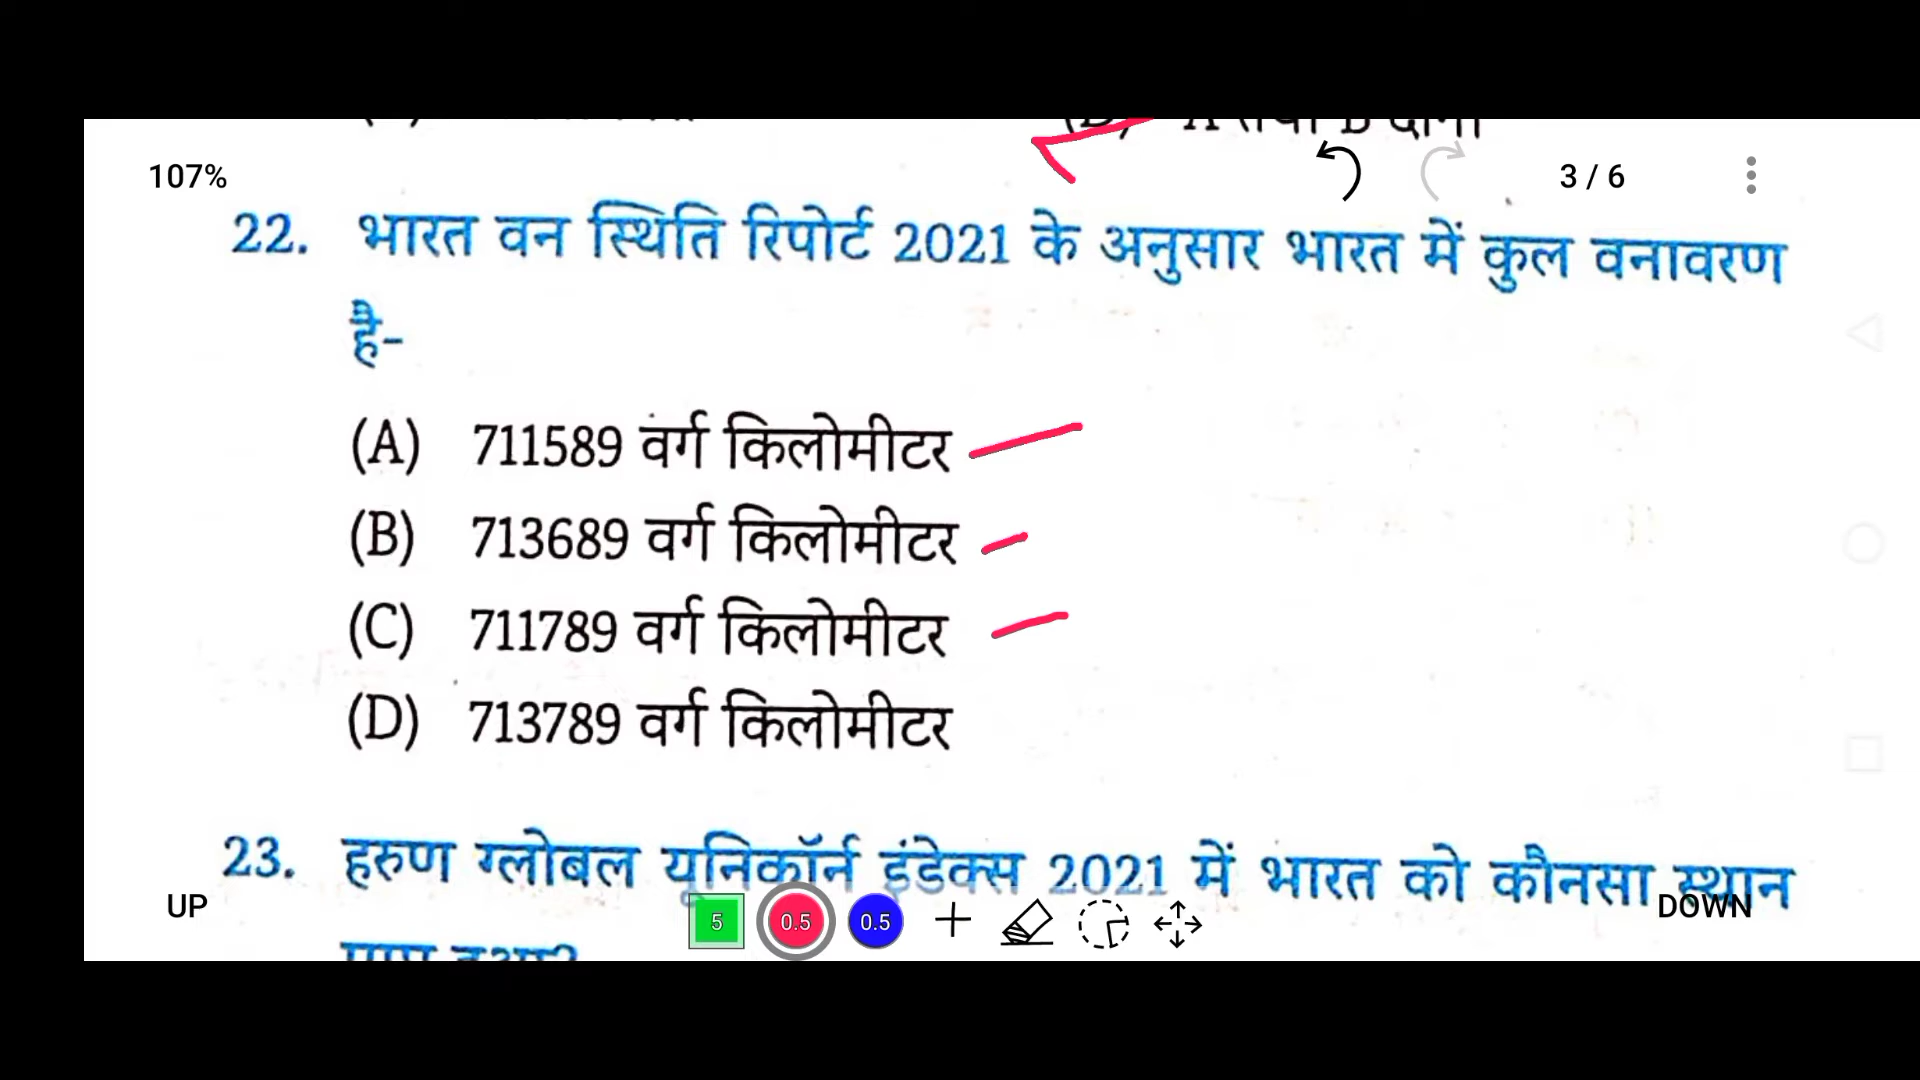 (D) A तथा B दोनों
107%
3 / 6
22. भारत वन स्थिति रिपोर्ट 2021 के अनुसार भारत में कुल वनावरण
है-
(A) 711589 वर्ग किलोमीटर
(B) 713689 वर्ग किलोमीटर
(C) 711789 वर्ग किलोमीटर
(D) 713789 वर्ग किलोमीटर
23. हरुण ग्लोबल यूनिकॉर्न इंडेक्स 2021 में भारत को कौनसा स्थान
UP
5
0.5
0.5
DOWN